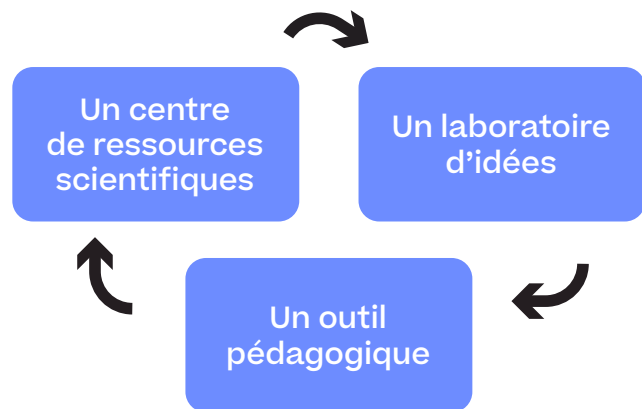 Un centre
de ressources
scientifiques
Un laboratoire
d’idées
Un outil
pédagogique